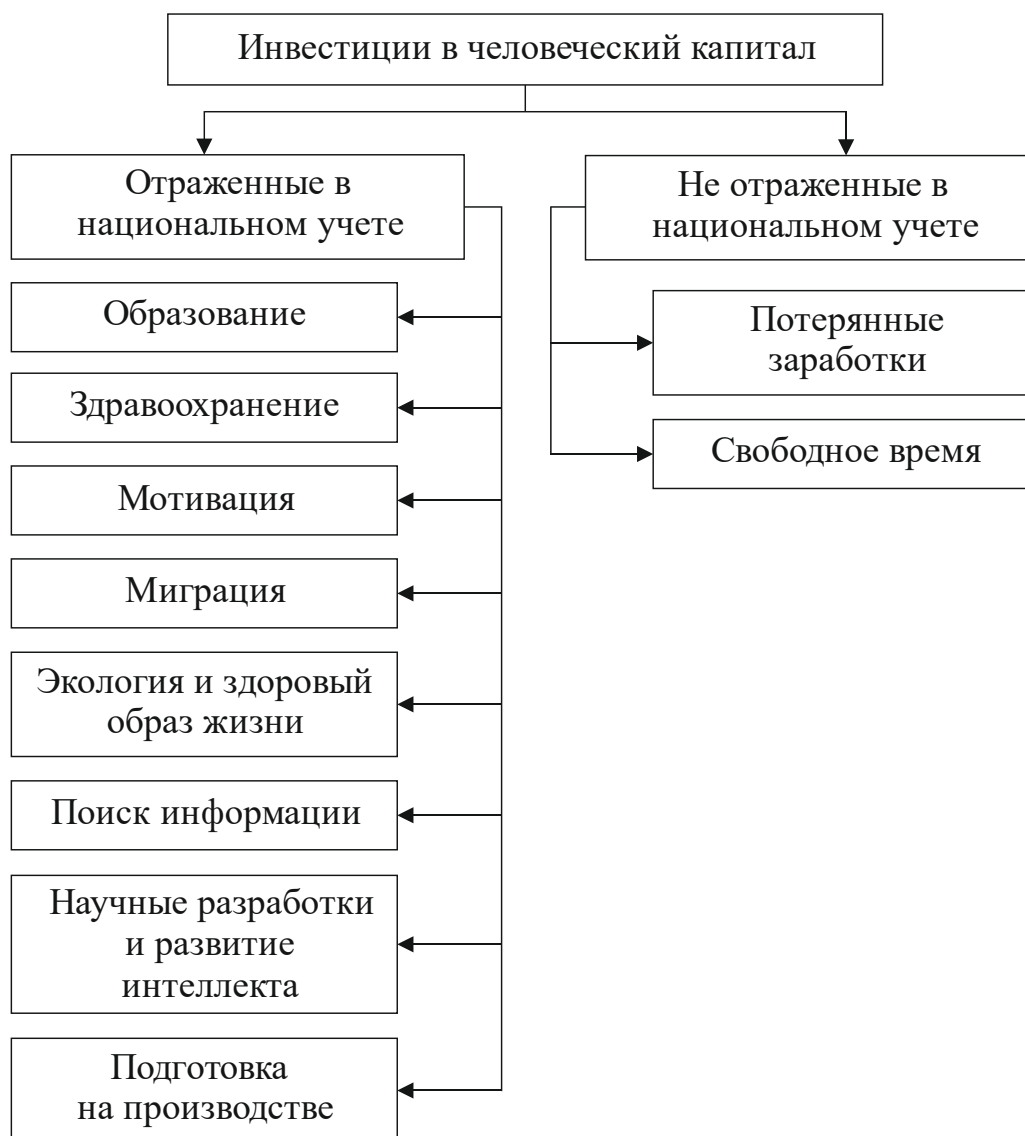 Инвестиции в человеческий капитал
Отраженные в
национальном учете
Образование
Здравоохранение
Мотивация
Миграция
Экология и здоровый
образ жизни
Поиск информации
Научные разработки
и развитие
интеллекта
Подготовка
на производстве
Не отраженные в
национальном учете
Потерянные
заработки
Свободное время